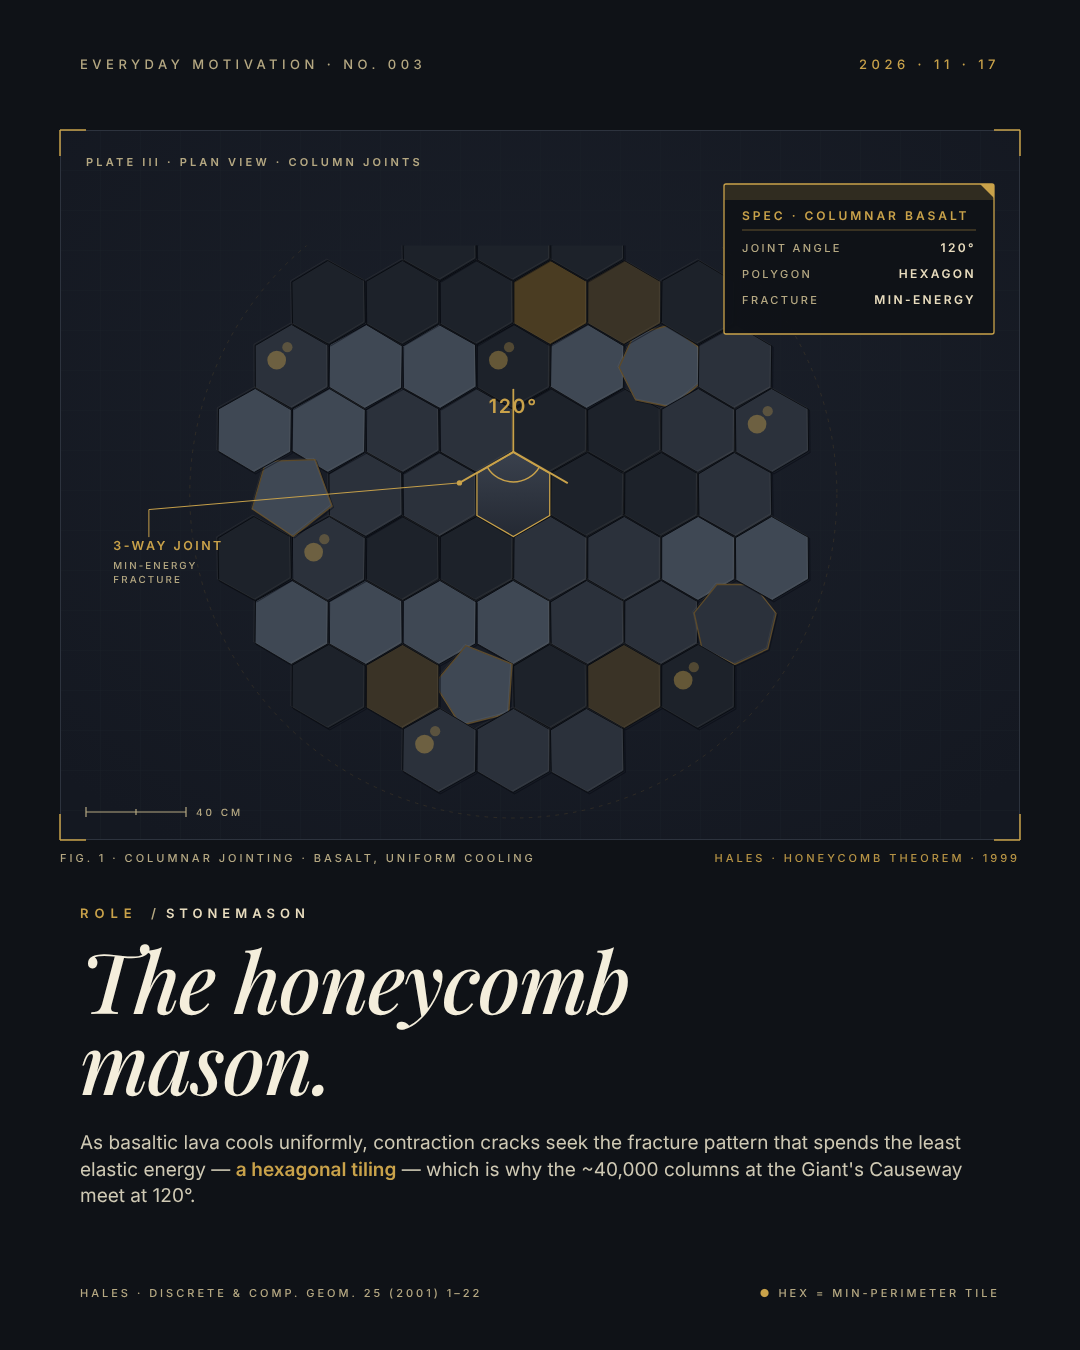 EVERYDAY MOTIVATION · NO. 003
2026 · 11 · 17
PLATE III · PLAN VIEW · COLUMN JOINTS
SPEC · COLUMNAR BASALT
JOINT ANGLE 120°
POLYGON HEXAGON
FRACTURE MIN-ENERGY
120°
3-WAY JOINT
MIN-ENERGY
FRACTURE
40 CM
FIG. 1 · COLUMNAR JOINTING · BASALT, UNIFORM COOLING
HALES · HONEYCOMB THEOREM · 1999
ROLE / STONEMASON
The honeycomb
mason.
As basaltic lava cools uniformly, contraction cracks seek the fracture pattern that spends the least
elastic energy — a hexagonal tiling — which is why the ~40,000 columns at the Giant's Causeway
meet at 120°.
HALES · DISCRETE & COMP. GEOM. 25 (2001) 1–22
HEX = MIN-PERIMETER TILE